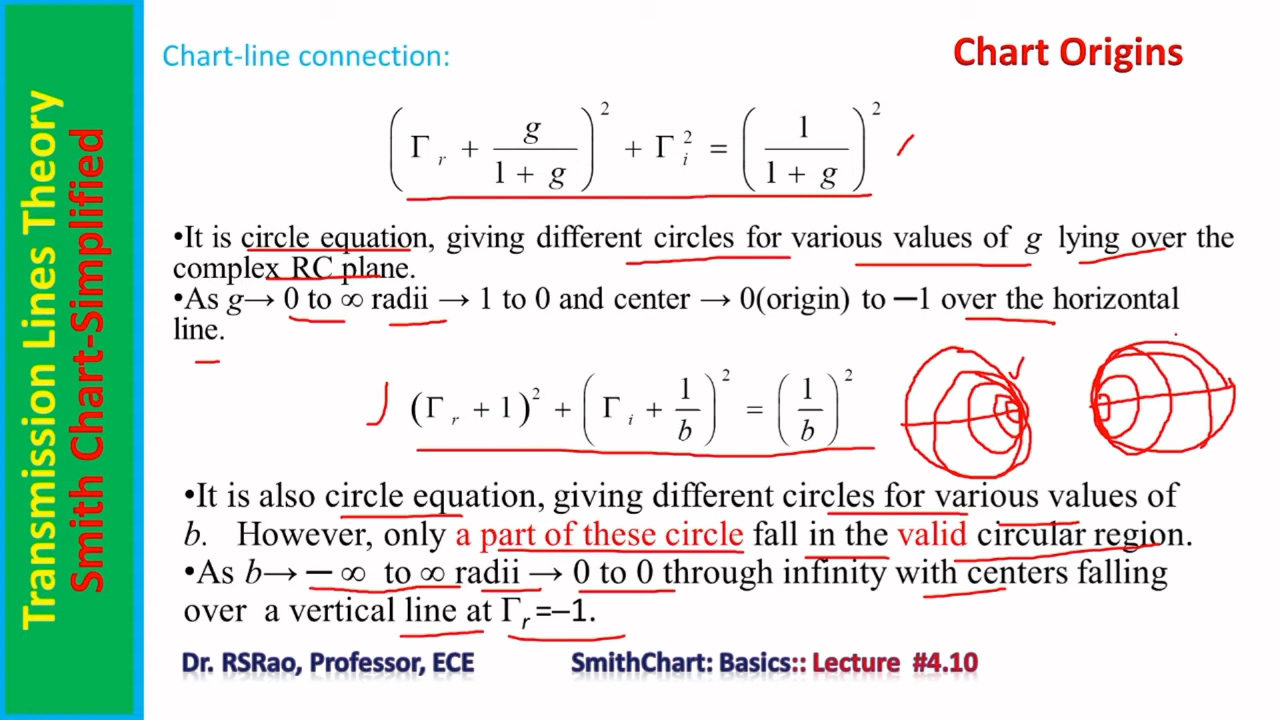 Transmission Lines Theory
Smith Chart-Simplified
Chart-line connection:
Chart Origins
(Γr + g/(1 + g))² + Γi² = (1/(1 + g))²
•It is circle equation, giving different circles for various values of g lying over the
complex RC plane.
•As g→ 0 to ∞ radii → 1 to 0 and center → 0(origin) to −1 over the horizontal
line.
(Γr + 1)² + (Γi + 1/b)² = (1/b)²
•It is also circle equation, giving different circles for various values of
b. However, only a part of these circle fall in the valid circular region.
•As b→ − ∞ to ∞ radii → 0 to 0 through infinity with centers falling
over a vertical line at Γr=−1.
Dr. RSRao, Professor, ECE
SmithChart: Basics:: Lecture #4.10